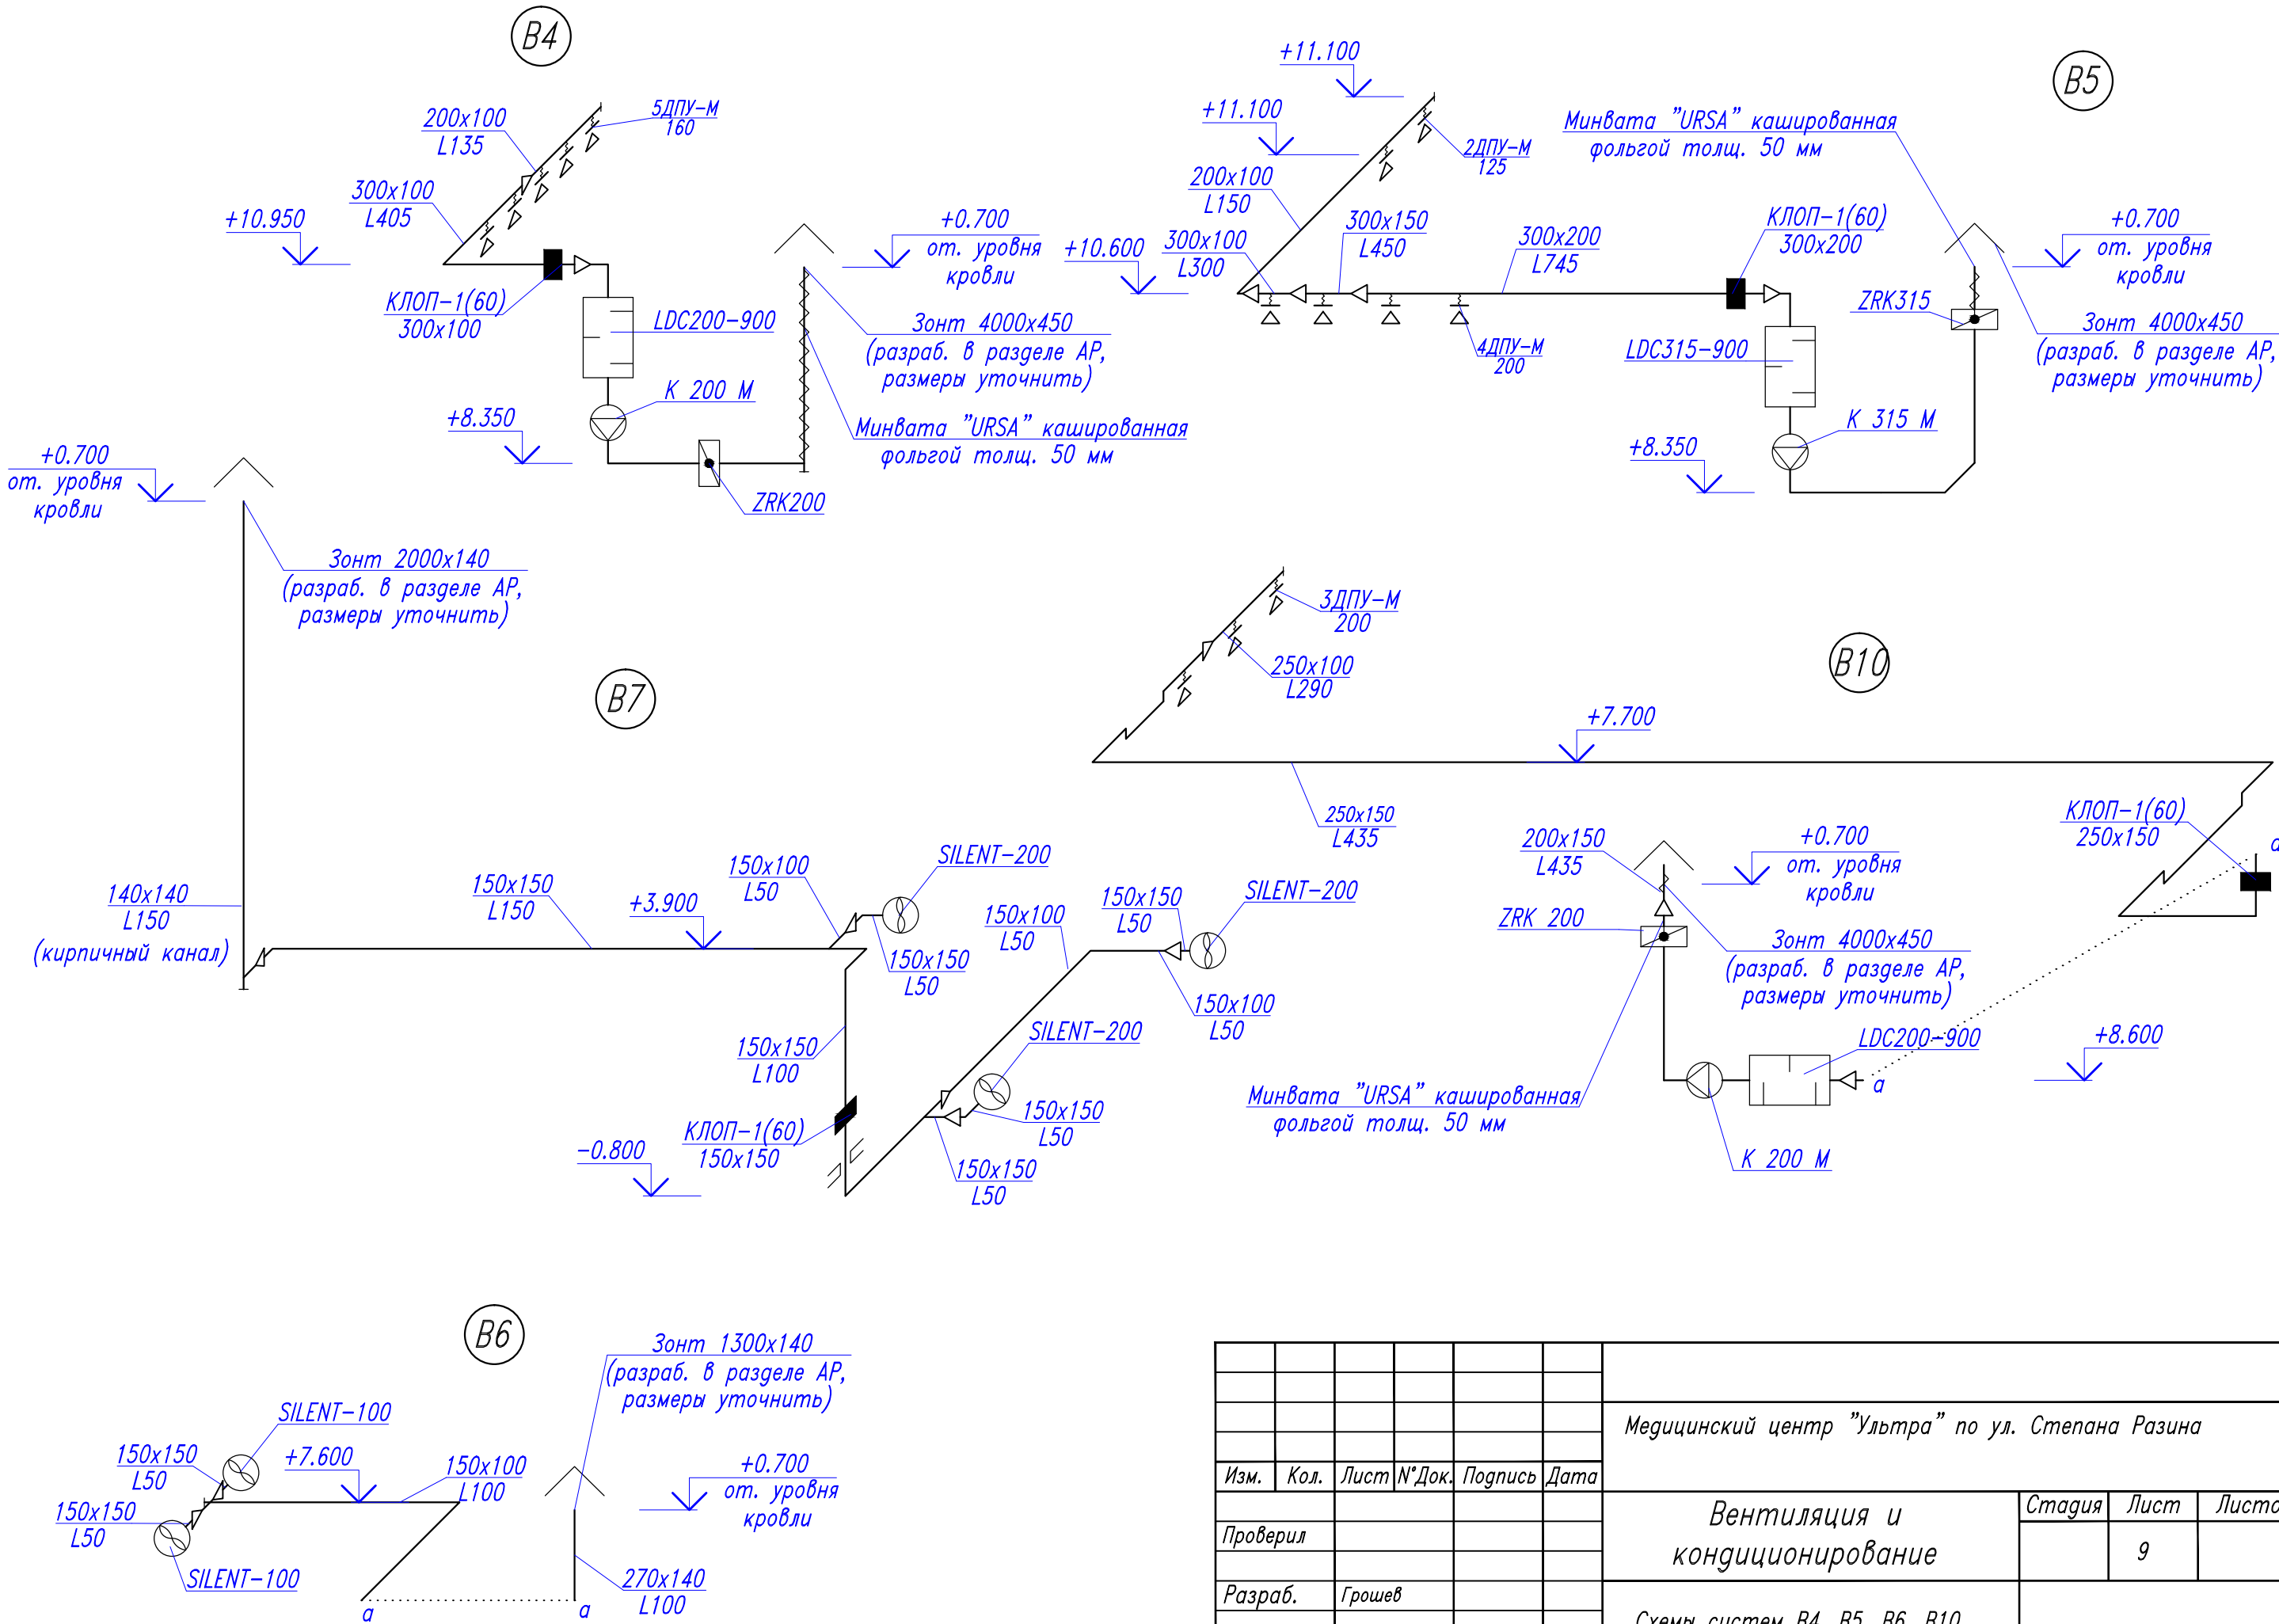 В4
5ДПУ-М
160
200х100
L135
300х100
L405
+10.950
КЛОП-1(60)
300х100
LDC200-900
К 200 М
+8.350
ZRK200
+0.700
от. уровня
кровли
Зонт 4000х450
(разраб. в разделе АР,
размеры уточнить)
Минвата "URSA" кашированная
фольгой толщ. 50 мм
В5
+11.100
+11.100
2ДПУ-М
125
200х100
L150
300х100
L300
+10.600
300х150
L450
300х200
L745
4ДПУ-М
200
Минвата "URSA" кашированная
фольгой толщ. 50 мм
КЛОП-1(60)
300х200
+0.700
от. уровня
кровли
ZRK315
Зонт 4000х450
(разраб. в разделе АР,
размеры уточнить)
LDC315-900
К 315 М
+8.350
В7
+0.700
от. уровня
кровли
Зонт 2000х140
(разраб. в разделе АР,
размеры уточнить)
140х140
L150
(кирпичный канал)
150х150
L150
+3.900
150х100
L50
SILENT-200
150х150
L50
150х100
L50
150х150
L50
SILENT-200
150х100
L50
150х150
L100
SILENT-200
150х150
L50
150х150
L50
КЛОП-1(60)
150х150
-0.800
В10
3ДПУ-М
200
250х100
L290
+7.700
250х150
L435
КЛОП-1(60)
250х150
а
200х150
L435
+0.700
от. уровня
кровли
ZRK 200
Зонт 4000х450
(разраб. в разделе АР,
размеры уточнить)
LDC200-900
+8.600
а
Минвата "URSA" кашированная
фольгой толщ. 50 мм
К 200 М
В6
Зонт 1300х140
(разраб. в разделе АР,
размеры уточнить)
SILENT-100
150х150
L50
+7.600
150х100
L100
+0.700
от. уровня
кровли
150х150
L50
SILENT-100
270х140
L100
а
а
Медицинский центр "Ультра" по ул. Степана Разина
Изм. Кол. Лист N°Док. Подпись Дата
Вентиляция и
кондиционирование
Стадия Лист Листо
9
Проверил
Разраб. Грошев
Схемы систем В4, В5, В6, В10